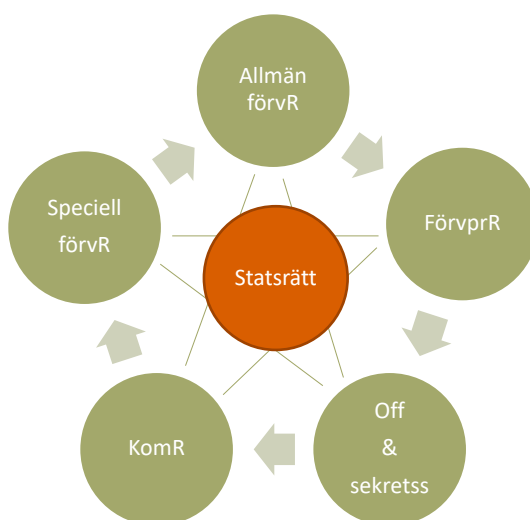 Allmän
förvR
FörvprR
Off
&
sekretss
KomR
Speciell
förvR
Statsrätt